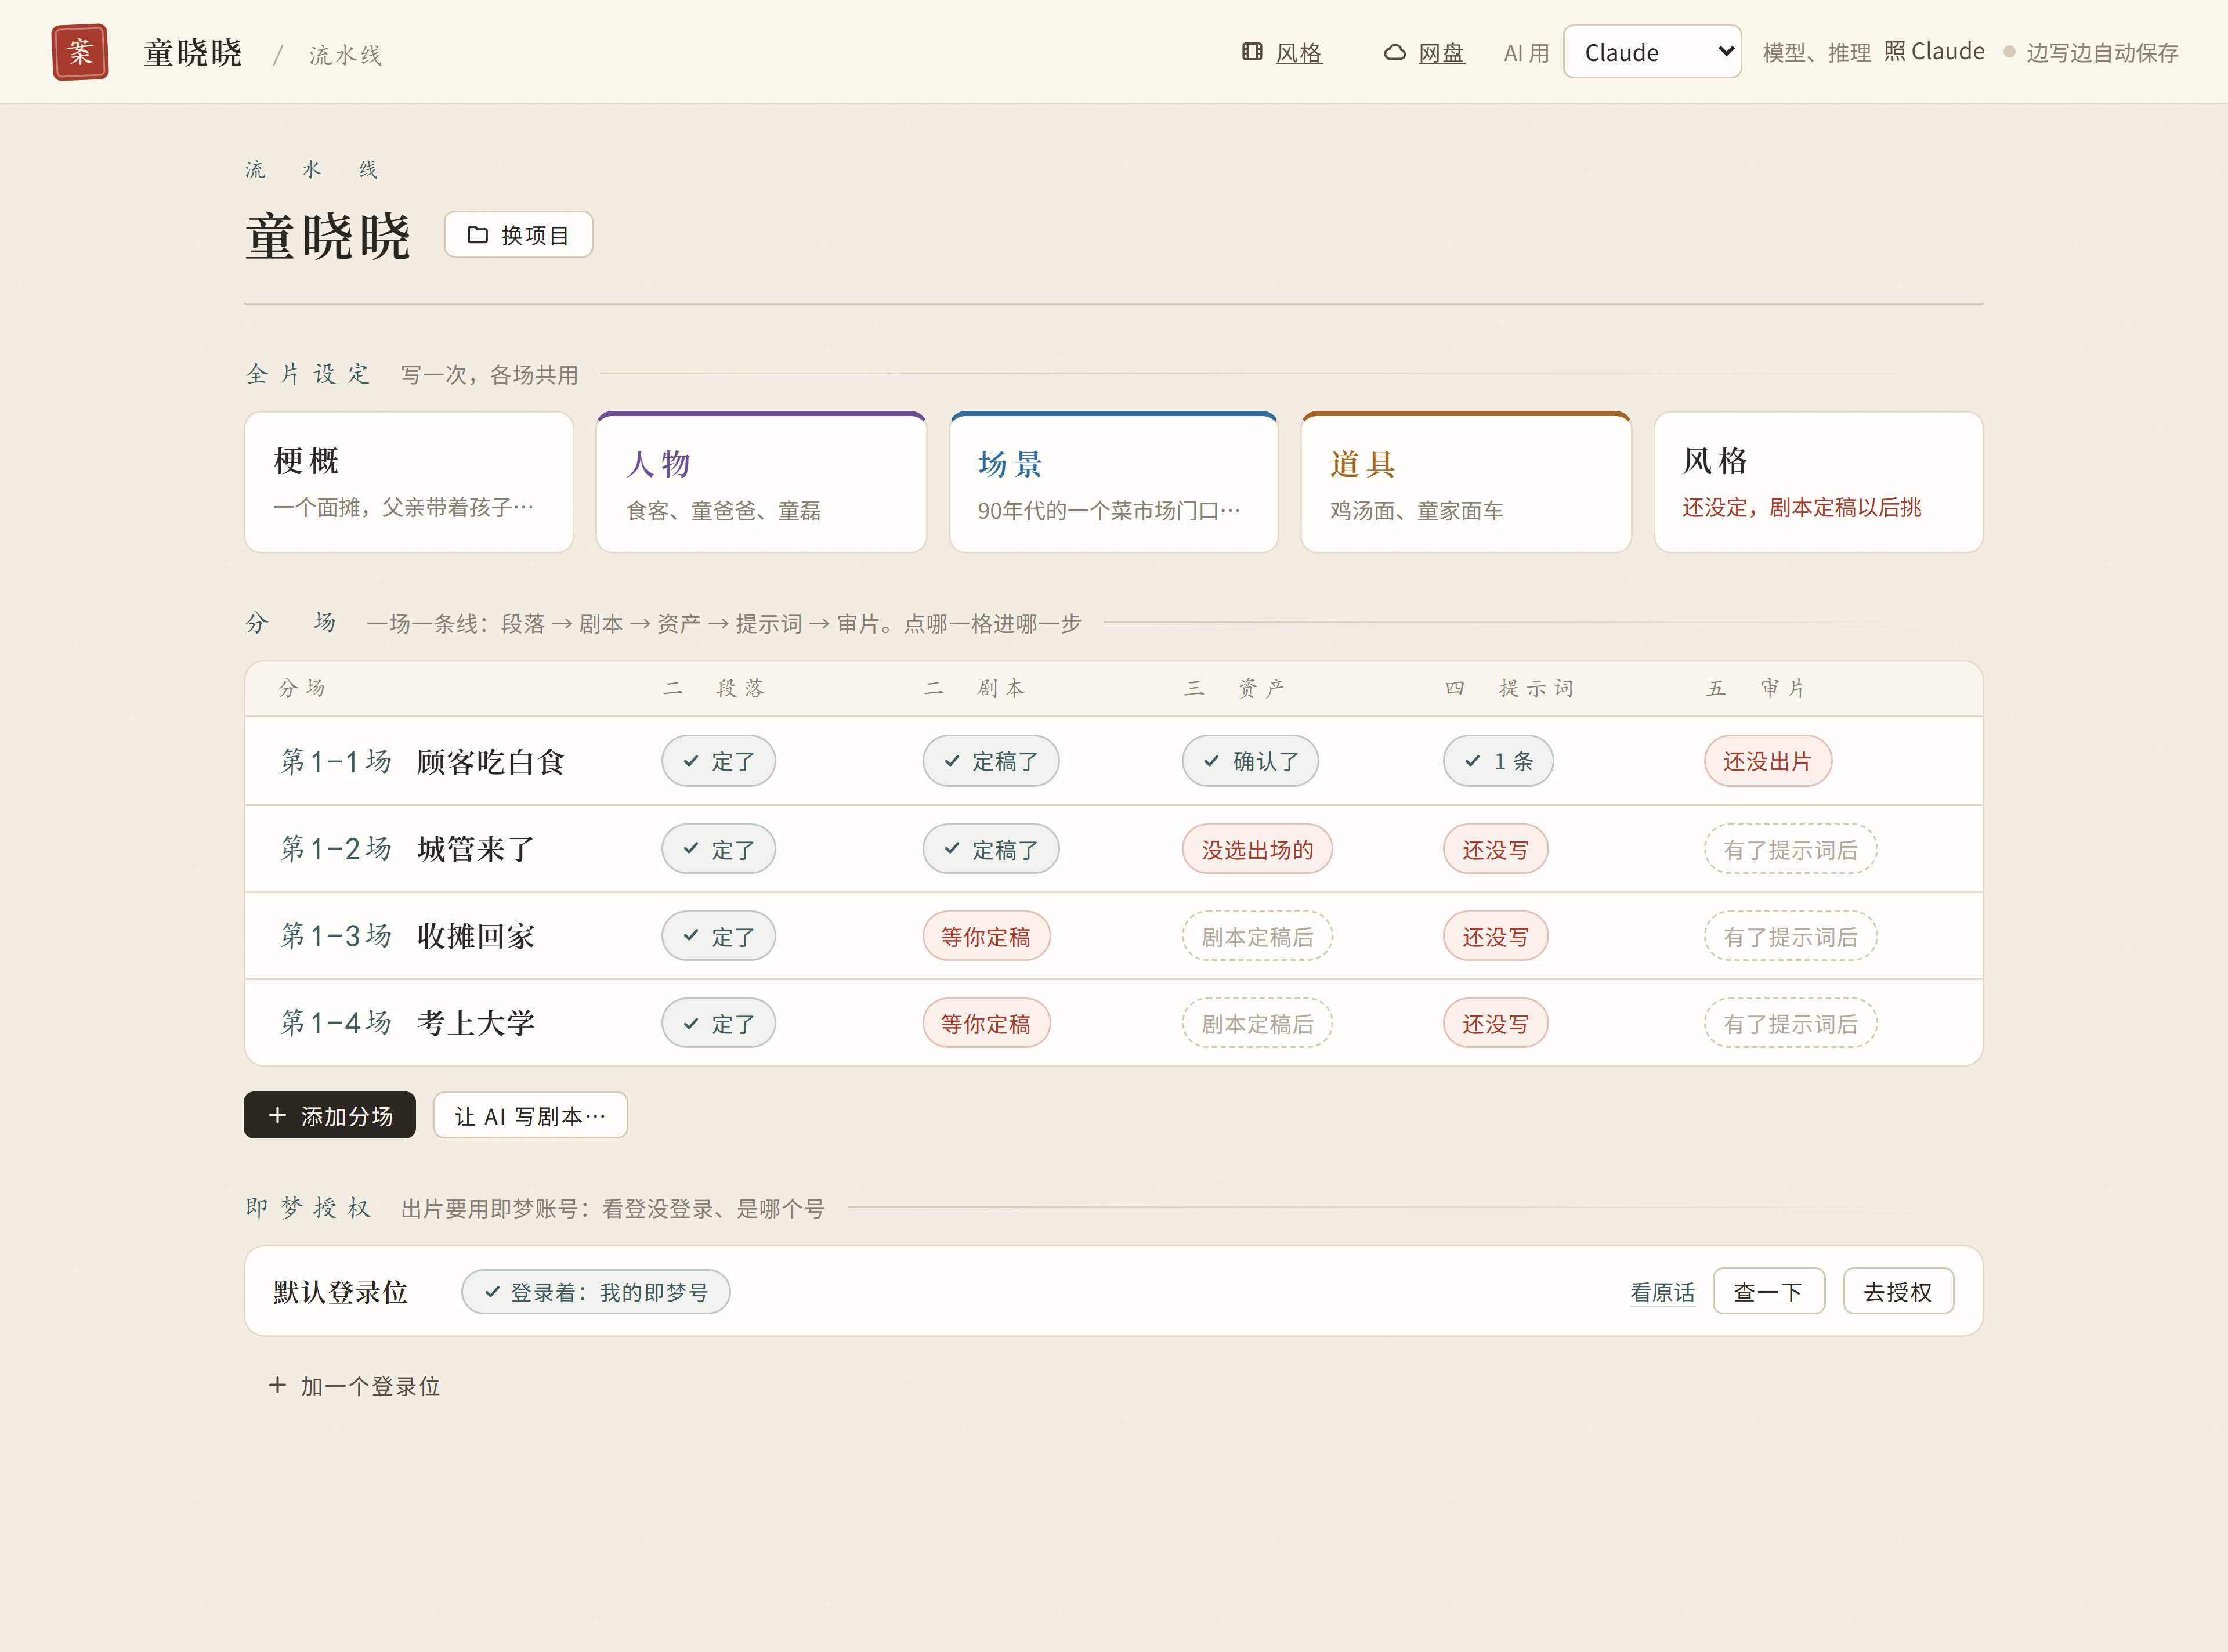 案 童晓晓 / 流水线 风格 网盘 AI 用 Claude 模型、推理 照 Claude 边写边自动保存
流水线
童晓晓 换项目
全片设定 写一次，各场共用
梗概 人物 场景 道具 风格
一个面摊，父亲带着孩子… 食客、童爸爸、童磊 90年代的一个菜市场门口… 鸡汤面、童家面车 还没定，剧本定稿以后挑
分场 一场一条线：段落 → 剧本 → 资产 → 提示词 → 审片。点哪一格进哪一步
分场 二 段落 二 剧本 三 资产 四 提示词 五 审片
第1-1场 顾客吃白食 定了 定稿了 确认了 1 条 还没出片
第1-2场 城管来了 定了 定稿了 没选出场的 还没写 有了提示词后
第1-3场 收摊回家 定了 等你定稿 剧本定稿后 还没写 有了提示词后
第1-4场 考上大学 定了 等你定稿 剧本定稿后 还没写 有了提示词后
添加分场 让 AI 写剧本…
即梦授权 出片要用即梦账号：看登没登录、是哪个号
默认登录位 登录着：我的即梦号 看原话 查一下 去授权
加一个登录位